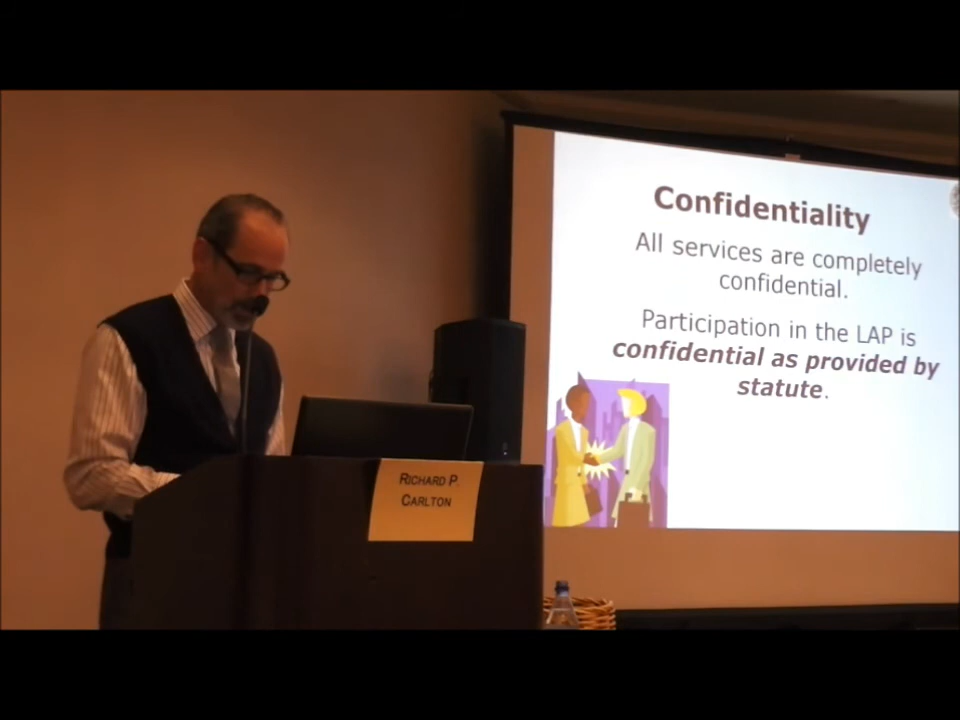 Confidentiality
All services are completely
confidential.
Participation in the LAP is
confidential as provided by
statute.
RICHARD P.
CARLTON